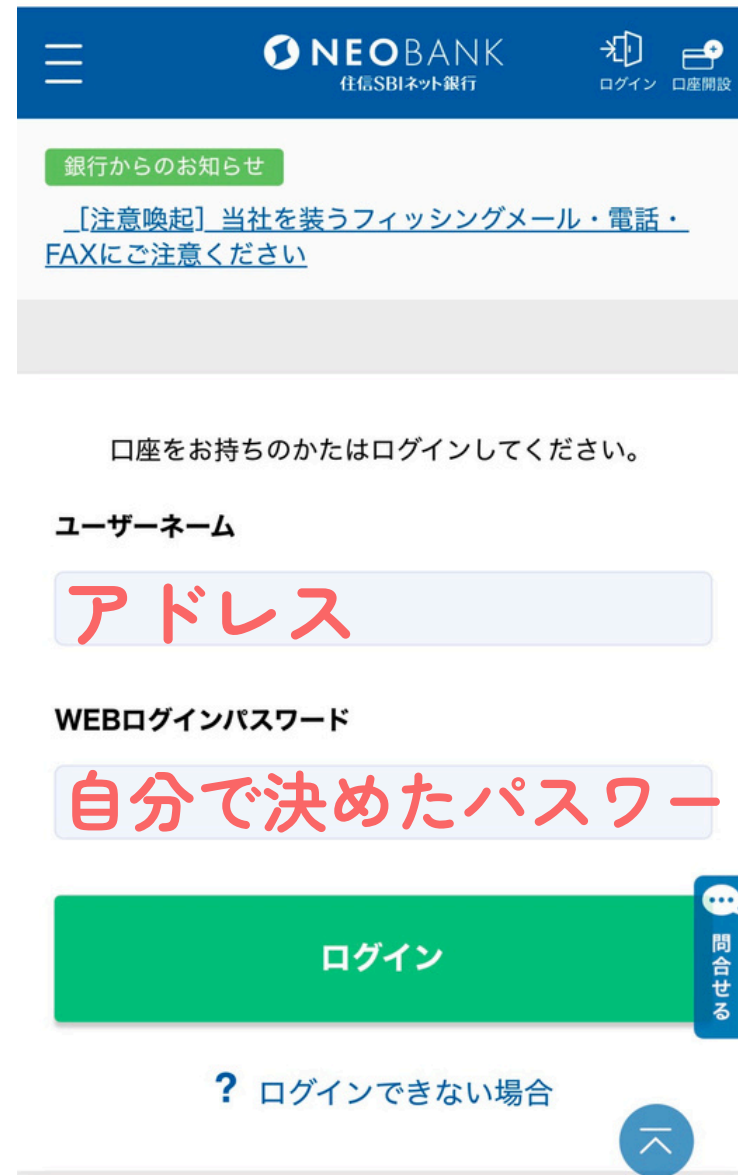 NEOBANK
住信SBIネット銀行
ログイン 口座開設
銀行からのお知らせ
［注意喚起］当社を装うフィッシングメール・電話・
FAXにご注意ください
口座をお持ちのかたはログインしてください。
ユーザーネーム
アドレス
WEBログインパスワード
自分で決めたパスワー
ログイン
問合せる
? ログインできない場合